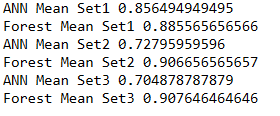 ANN Mean Set1 0.856494949495
Forest Mean Set1 0.885565656566
ANN Mean Set2 0.72795959596
Forest Mean Set2 0.906656565657
ANN Mean Set3 0.704878787879
Forest Mean Set3 0.907646464646